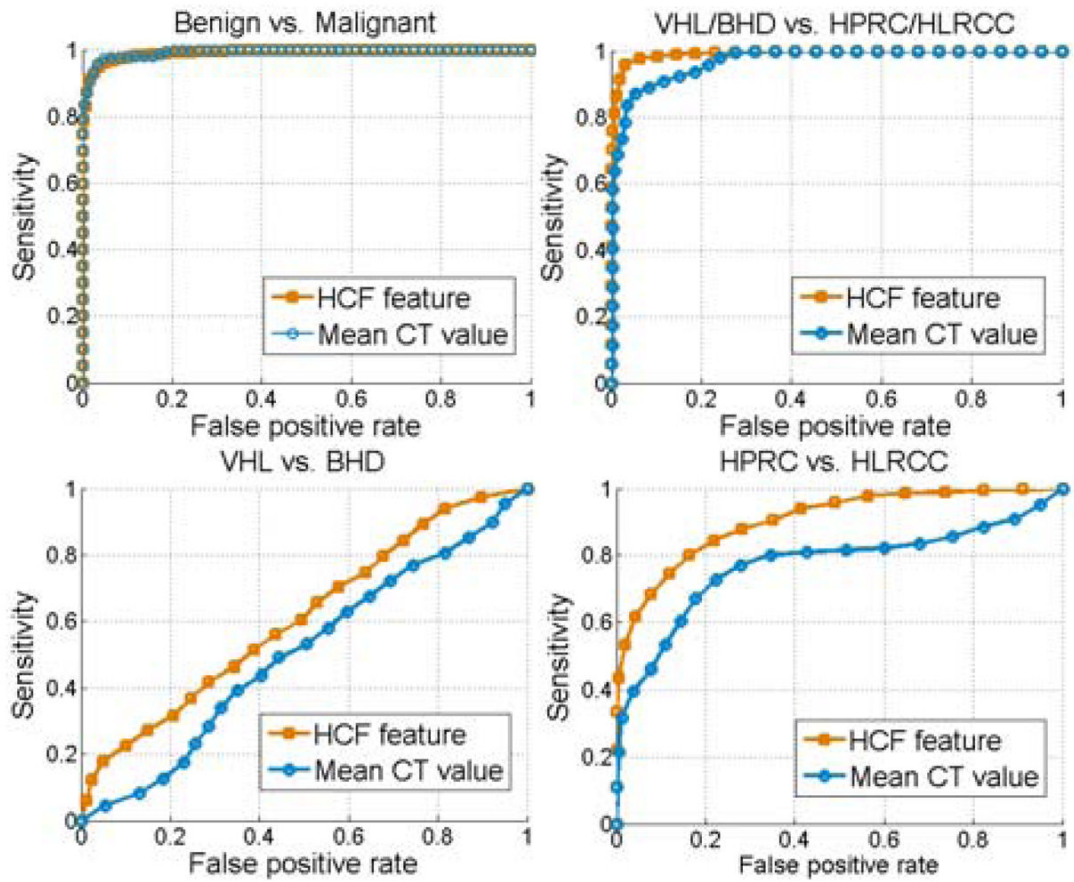 Benign vs. Malignant
1
0.8
0.6
0.4
0.2
0
Sensitivity
HCF feature
Mean CT value
0 0.2 0.4 0.6 0.8 1
False positive rate
VHL/BHD vs. HPRC/HLRCC
1
0.8
0.6
0.4
0.2
0
Sensitivity
HCF feature
Mean CT value
0 0.2 0.4 0.6 0.8 1
False positive rate
VHL vs. BHD
1
0.8
0.6
0.4
0.2
0
Sensitivity
HCF feature
Mean CT value
0 0.2 0.4 0.6 0.8 1
False positive rate
HPRC vs. HLRCC
1
0.8
0.6
0.4
0.2
0
Sensitivity
HCF feature
Mean CT value
0 0.2 0.4 0.6 0.8 1
False positive rate